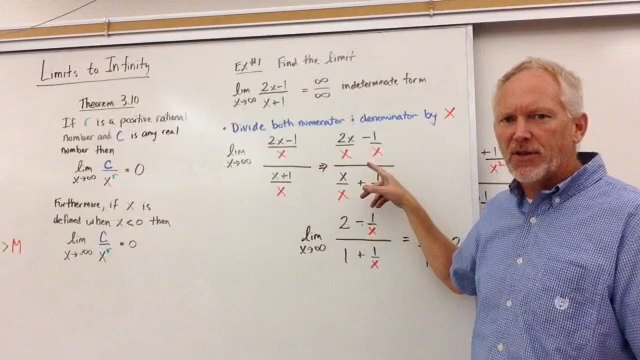 Limits to Infinity
Theorem 3.10
If r is a positive rational
number and C is any real
number then
lim x→∞ C/x^r = 0
Furthermore, if X is
defined when x<0 then
lim x→-∞ C/x^r = 0
>M
Ex#1 Find the limit
lim x→∞ (2x-1)/(x+1) = ∞/∞ indeterminate form
• Divide both numerator & denominator by X
lim x→∞ ((2x-1)/x)/((x+1)/x) ⇒ (2x/x - 1/x)/(x/x + 1
lim x→∞ (2 - 1/x)/(1 + 1/x) =
2
+ 1/x²